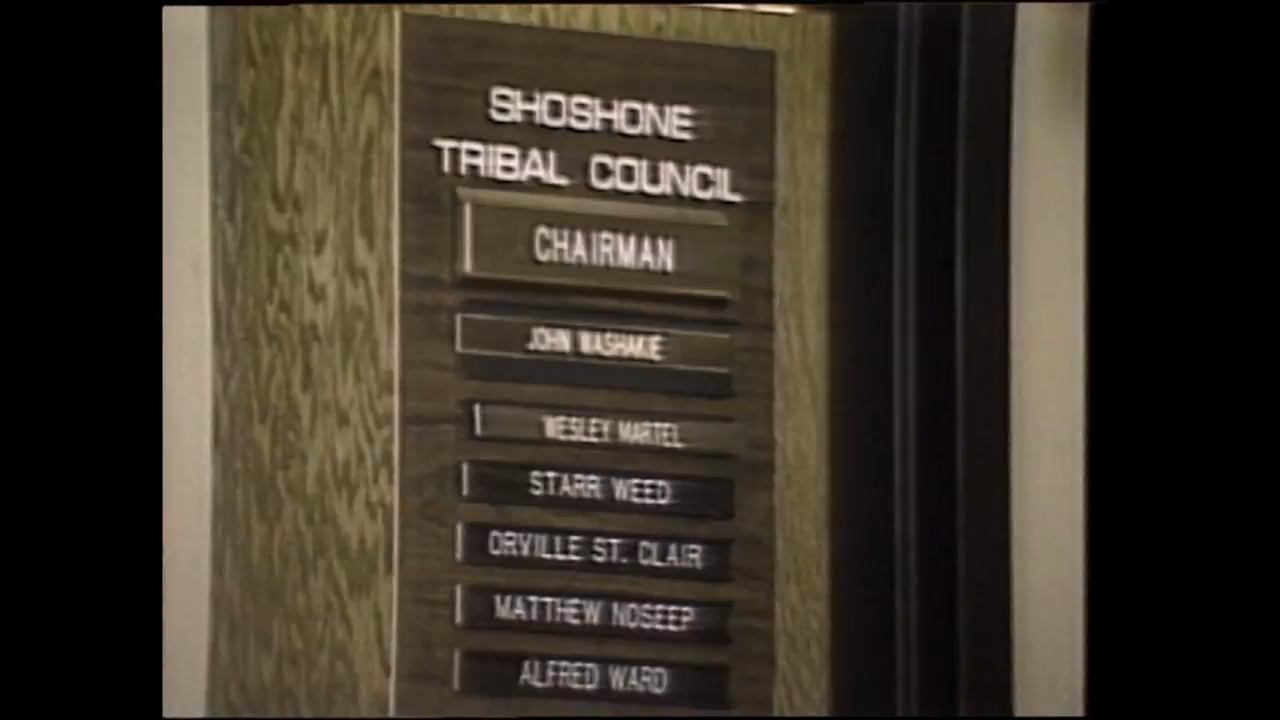 SHOSHONE
TRIBAL COUNCIL
CHAIRMAN
JOHN WASHAKIE
WESLEY MARTEL
STARR WEED
ORVILLE ST. CLAIR
MATTHEW NOSEEP
ALFRED WARD